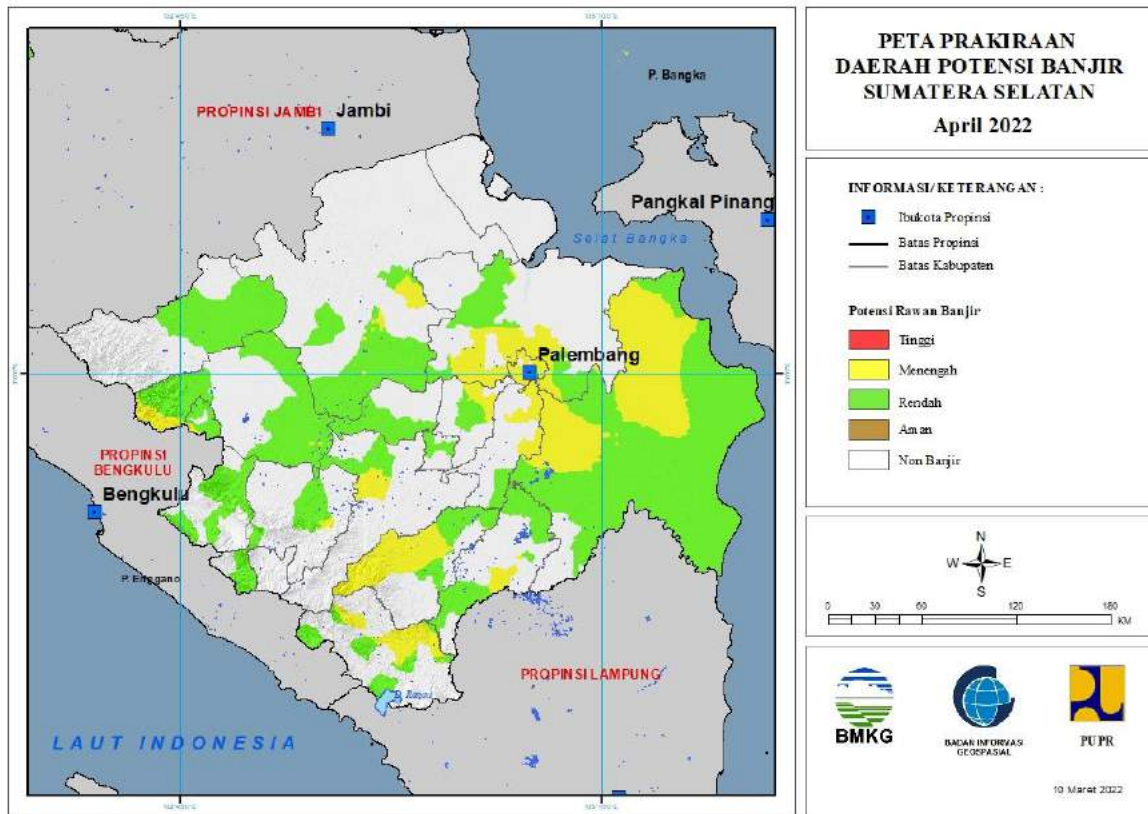 PETA PRAKIRAAN
DAERAH POTENSI BANJIR
SUMATERA SELATAN
April 2022
INFORMASI/KETERANGAN :
Ibukota Propinsi
Batas Propinsi
Batas Kabupaten
Potensi Rawan Banjir
Tinggi
Menengah
Rendah
Aman
Non Banjir
N
W E
S
0 30 60 120 180
KM
BMKG
BADAN INFORMASI
GEOSPASIAL
PUPR
10 Maret 2022
P. Bangka
PROPINSI JAMBI
Jambi
Pangkal Pinang
Selat Bangka
Palembang
PROPINSI
BENGKULU
Bengkulu
P. Enggano
PROPINSI LAMPUNG
D. Ranau
LAUT INDONESIA